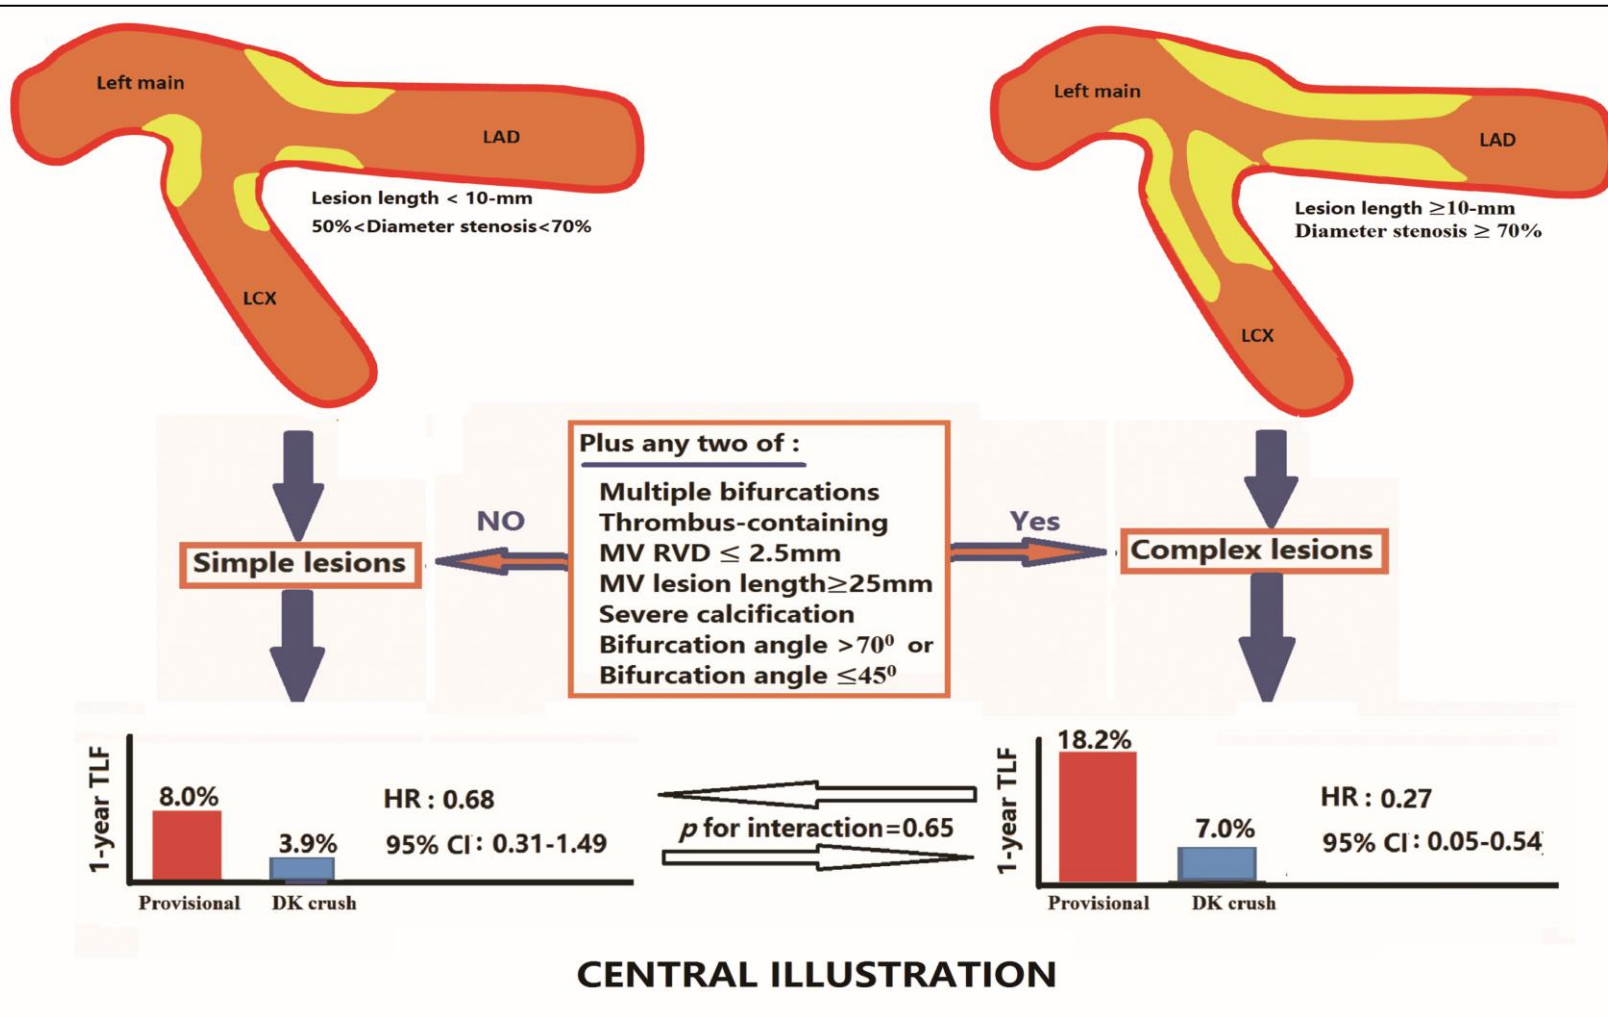 Left main
LAD
Lesion length < 10-mm
50%<Diameter stenosis<70%
LCX
Left main
LAD
Lesion length ≥10-mm
Diameter stenosis ≥ 70%
LCX
Plus any two of :
Multiple bifurcations
Thrombus-containing
MV RVD ≤ 2.5mm
MV lesion length≥25mm
Severe calcification
Bifurcation angle >70⁰ or
Bifurcation angle ≤45⁰
NO
Yes
Simple lesions
Complex lesions
1-year TLF
8.0%
3.9%
HR : 0.68
95% CI : 0.31-1.49
Provisional
DK crush
p for interaction=0.65
1-year TLF
18.2%
7.0%
HR : 0.27
95% CI : 0.05-0.54
Provisional
DK crush
CENTRAL ILLUSTRATION